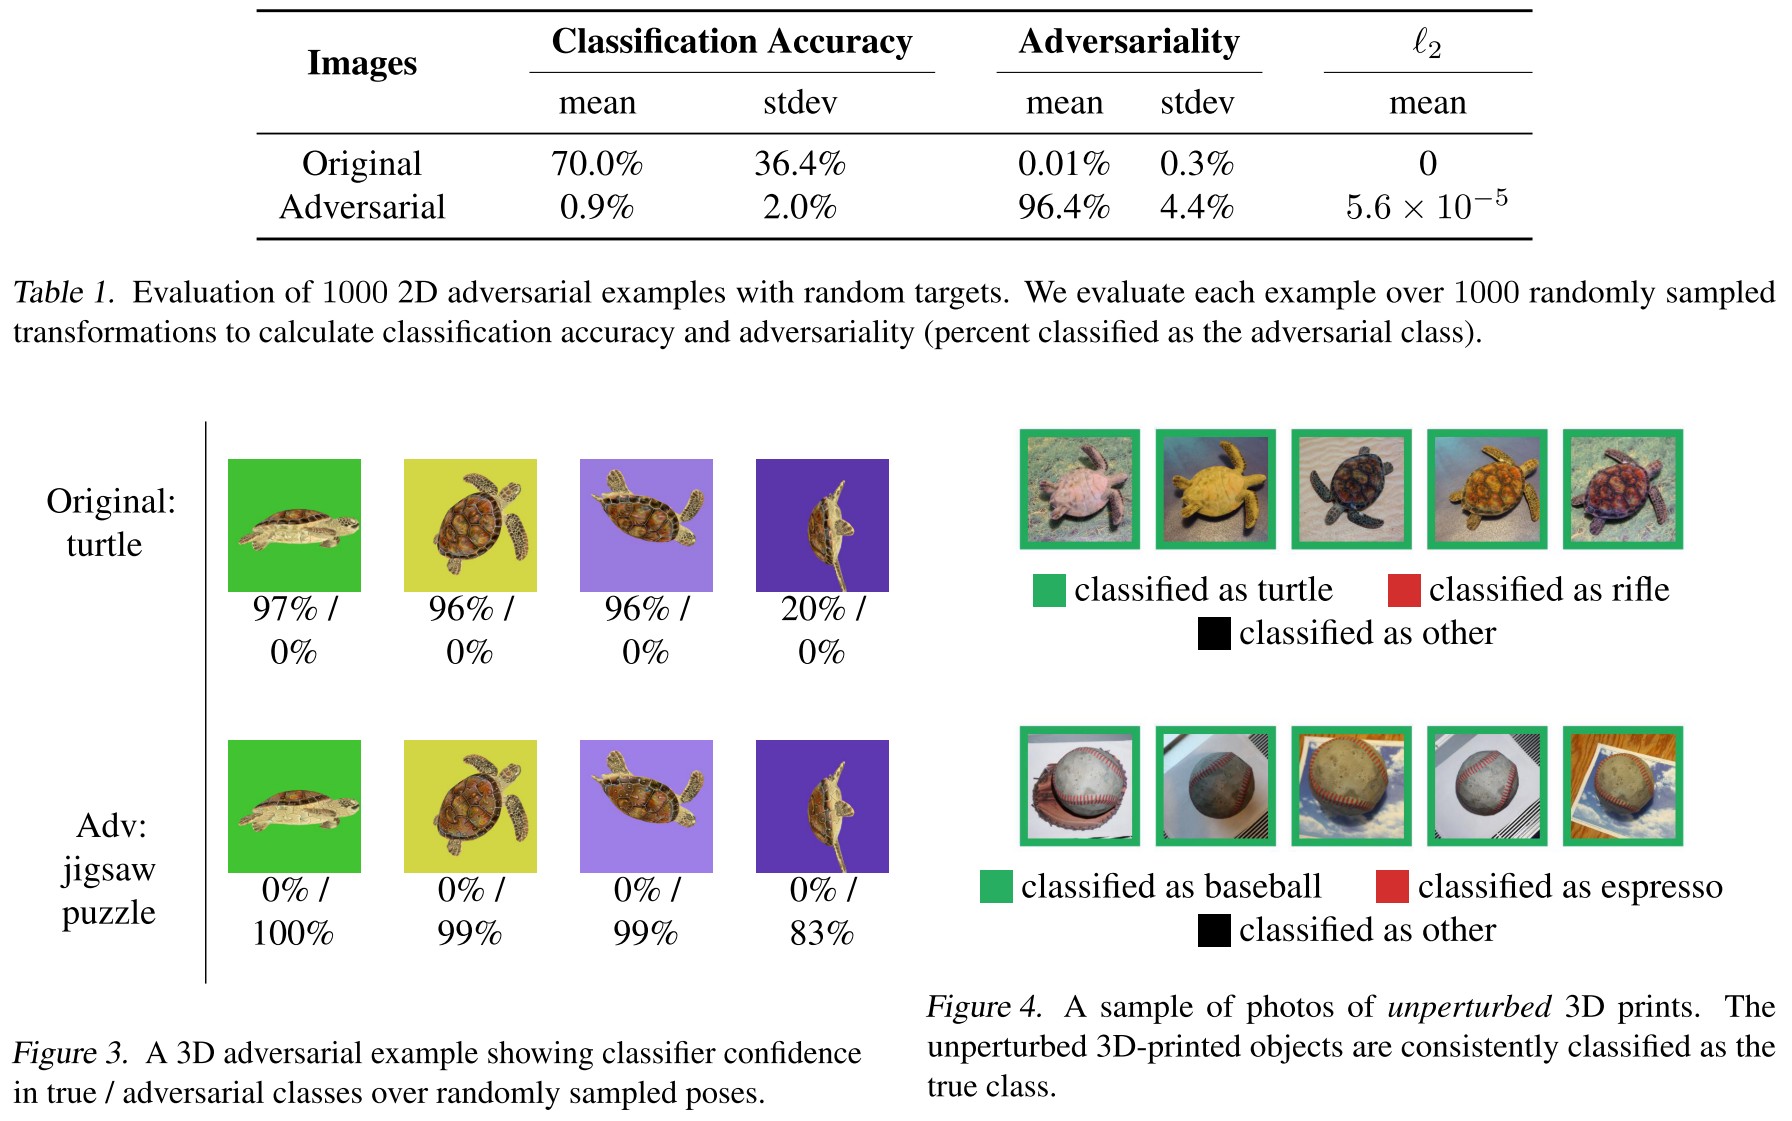 Images Classification Accuracy Adversariality ℓ2
mean stdev mean stdev mean
Original 70.0% 36.4% 0.01% 0.3% 0
Adversarial 0.9% 2.0% 96.4% 4.4% 5.6 × 10−5
Table 1. Evaluation of 1000 2D adversarial examples with random targets. We evaluate each example over 1000 randomly sampled
transformations to calculate classification accuracy and adversariality (percent classified as the adversarial class).
Original:
turtle
97% / 96% / 96% / 20% /
0% 0% 0% 0%
Adv:
jigsaw
puzzle
0% / 0% / 0% / 0% /
100% 99% 99% 83%
Figure 3. A 3D adversarial example showing classifier confidence
in true / adversarial classes over randomly sampled poses.
classified as turtle classified as rifle
classified as other
classified as baseball classified as espresso
classified as other
Figure 4. A sample of photos of unperturbed 3D prints. The
unperturbed 3D-printed objects are consistently classified as the
true class.